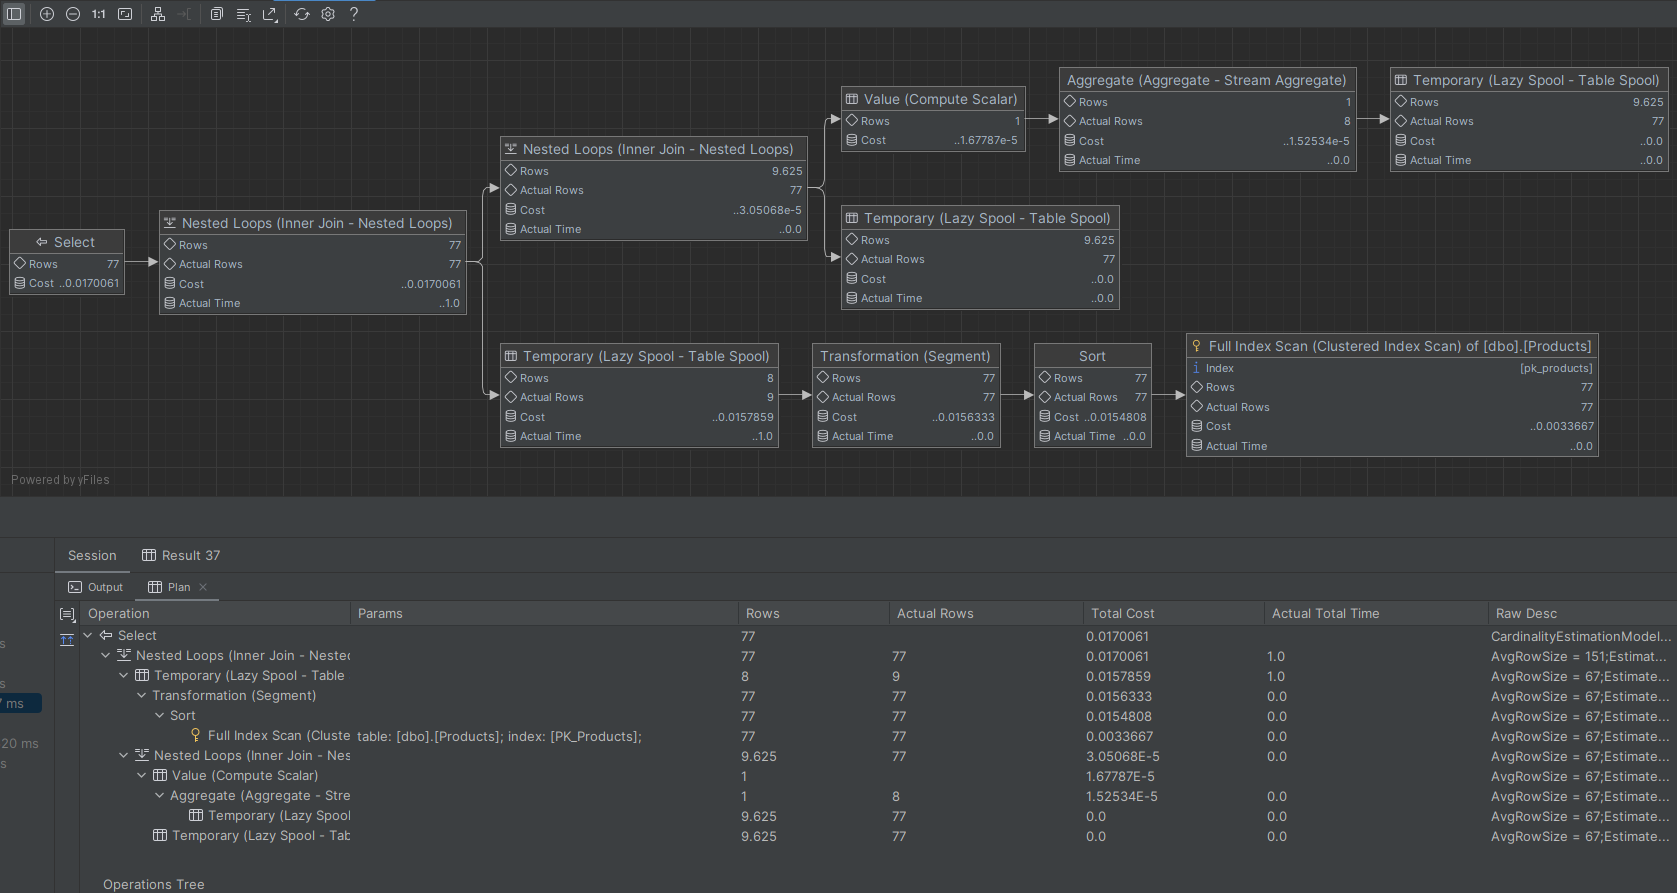 1:1
Value (Compute Scalar)
Rows 1
Cost ..1.67787e-5
Aggregate (Aggregate - Stream Aggregate)
Rows 1
Actual Rows 8
Cost ..1.52534e-5
Actual Time ..0.0
Temporary (Lazy Spool - Table Spool)
Rows 9.625
Actual Rows 77
Cost ..0.0
Actual Time ..0.0
Nested Loops (Inner Join - Nested Loops)
Rows 9.625
Actual Rows 77
Cost ..3.05068e-5
Actual Time ..0.0
Temporary (Lazy Spool - Table Spool)
Rows 9.625
Actual Rows 77
Cost ..0.0
Actual Time ..0.0
Select
Rows 77
Cost ..0.0170061
Nested Loops (Inner Join - Nested Loops)
Rows 77
Actual Rows 77
Cost ..0.0170061
Actual Time ..1.0
Temporary (Lazy Spool - Table Spool)
Rows 8
Actual Rows 9
Cost ..0.0157859
Actual Time ..1.0
Transformation (Segment)
Rows 77
Actual Rows 77
Cost ..0.0156333
Actual Time ..0.0
Sort
Rows 77
Actual Rows 77
Cost ..0.0154808
Actual Time ..0.0
Full Index Scan (Clustered Index Scan) of [dbo].[Products]
Index [pk_products]
Rows 77
Actual Rows 77
Cost ..0.0033667
Actual Time ..0.0
Powered by yFiles
Session Result 37
Output Plan
Operation Params Rows Actual Rows Total Cost Actual Total Time Raw Desc
Select 77 0.0170061 CardinalityEstimationModel...
Nested Loops (Inner Join - Nestec 77 77 0.0170061 1.0 AvgRowSize = 151;Estimat...
Temporary (Lazy Spool - Table 8 9 0.0157859 1.0 AvgRowSize = 67;Estimate...
Transformation (Segment) 77 77 0.0156333 0.0 AvgRowSize = 67;Estimate...
Sort 77 77 0.0154808 0.0 AvgRowSize = 67;Estimate...
Full Index Scan (Cluste table: [dbo].[Products]; index: [PK_Products]; 77 77 0.0033667 0.0 AvgRowSize = 67;Estimate...
Nested Loops (Inner Join - Nes 9.625 77 3.05068E-5 0.0 AvgRowSize = 67;Estimate...
Value (Compute Scalar) 1 1.67787E-5 AvgRowSize = 67;Estimate...
Aggregate (Aggregate - Stre 1 8 1.52534E-5 0.0 AvgRowSize = 67;Estimate...
Temporary (Lazy Spool 9.625 77 0.0 0.0 AvgRowSize = 67;Estimate...
Temporary (Lazy Spool - Tab 9.625 77 0.0 0.0 AvgRowSize = 67;Estimate...
s
s
ms
20 ms
s
Operations Tree